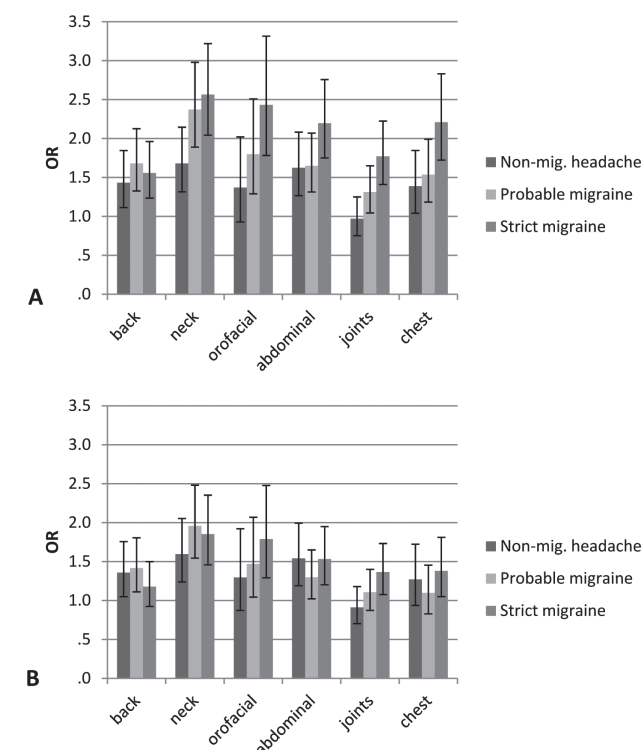 3.5
3.0
2.5
2.0
1.5
1.0
.5
.0
OR
A
back
neck
orofacial
abdominal
joints
chest
Non-mig. headache
Probable migraine
Strict migraine
3.5
3.0
2.5
2.0
1.5
1.0
.5
.0
OR
B
back
neck
orofacial
abdominal
joints
chest
Non-mig. headache
Probable migraine
Strict migraine